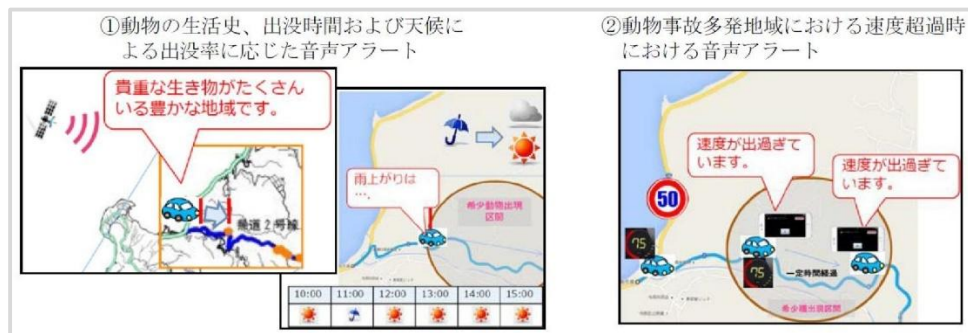 ①動物の生活史、出没時間および天候に
よる出没率に応じた音声アラート
貴重な生き物がたくさん
いる豊かな地域です。
県道2号線
雨上がりは
…。
希少動物出現
区間
10:00 11:00 12:00 13:00 14:00 15:00
②動物事故多発地域における速度超過時
における音声アラート
速度が出過ぎて
います。
速度が出過ぎて
います。
50
75
75
一定時間経過
希少種出現区間